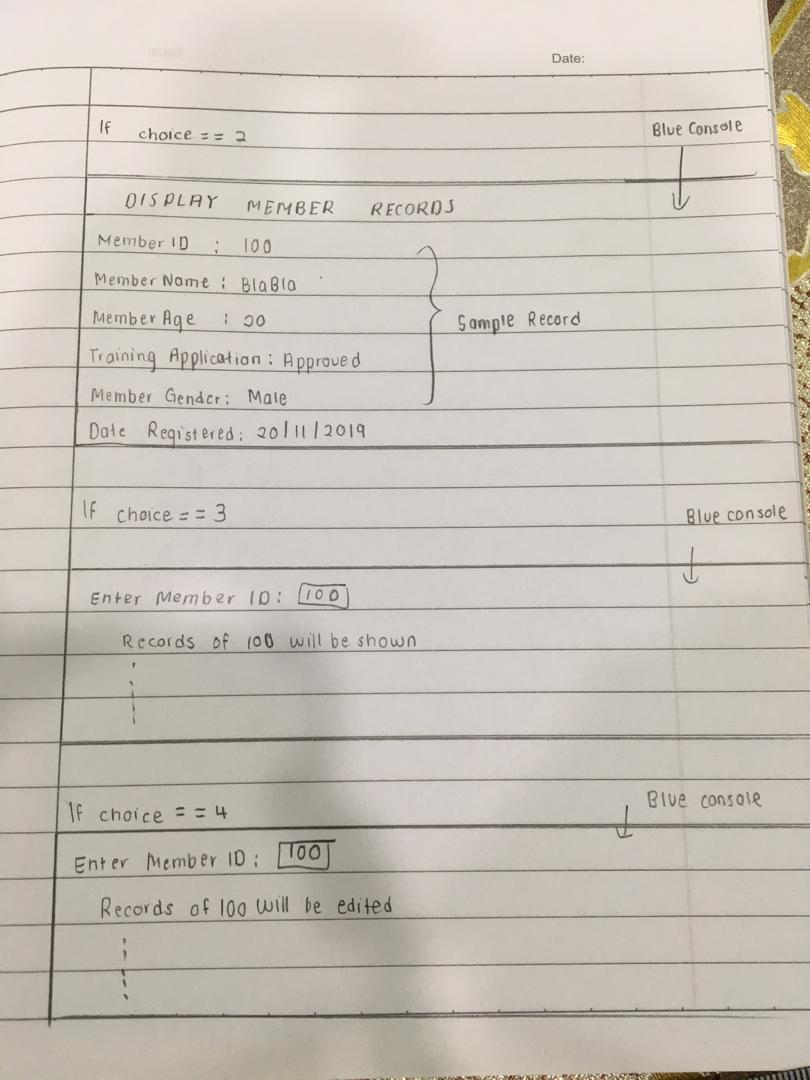 Date:
If choice == 2
Blue Console
DISPLAY MEMBER RECORDS
Member ID : 100
Member Name : BlaBla
Member Age : 20
Sample Record
Training Application : Approved
Member Gender : Male
Date Registered : 20/11/2019
If choice == 3
Blue console
Enter Member ID : 100
Records of 100 will be shown
If choice == 4
Blue console
Enter Member ID : 100
Records of 100 will be edited